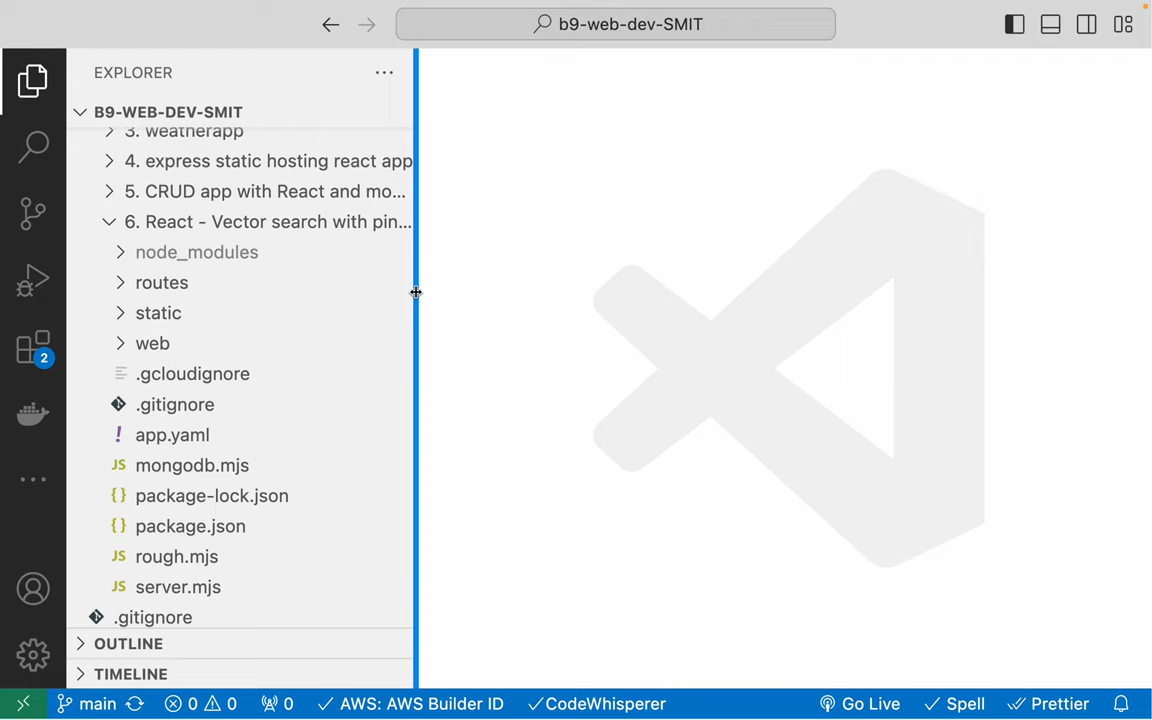 b9-web-dev-SMIT
EXPLORER
B9-WEB-DEV-SMIT
3. weatherapp
4. express static hosting react app
5. CRUD app with React and mo...
6. React - Vector search with pin...
node_modules
routes
static
web
.gcloudignore
.gitignore
! app.yaml
JS mongodb.mjs
{} package-lock.json
{} package.json
JS rough.mjs
JS server.mjs
.gitignore
OUTLINE
TIMELINE
2
main 0 0 0 AWS: AWS Builder ID CodeWhisperer Go Live Spell Prettier